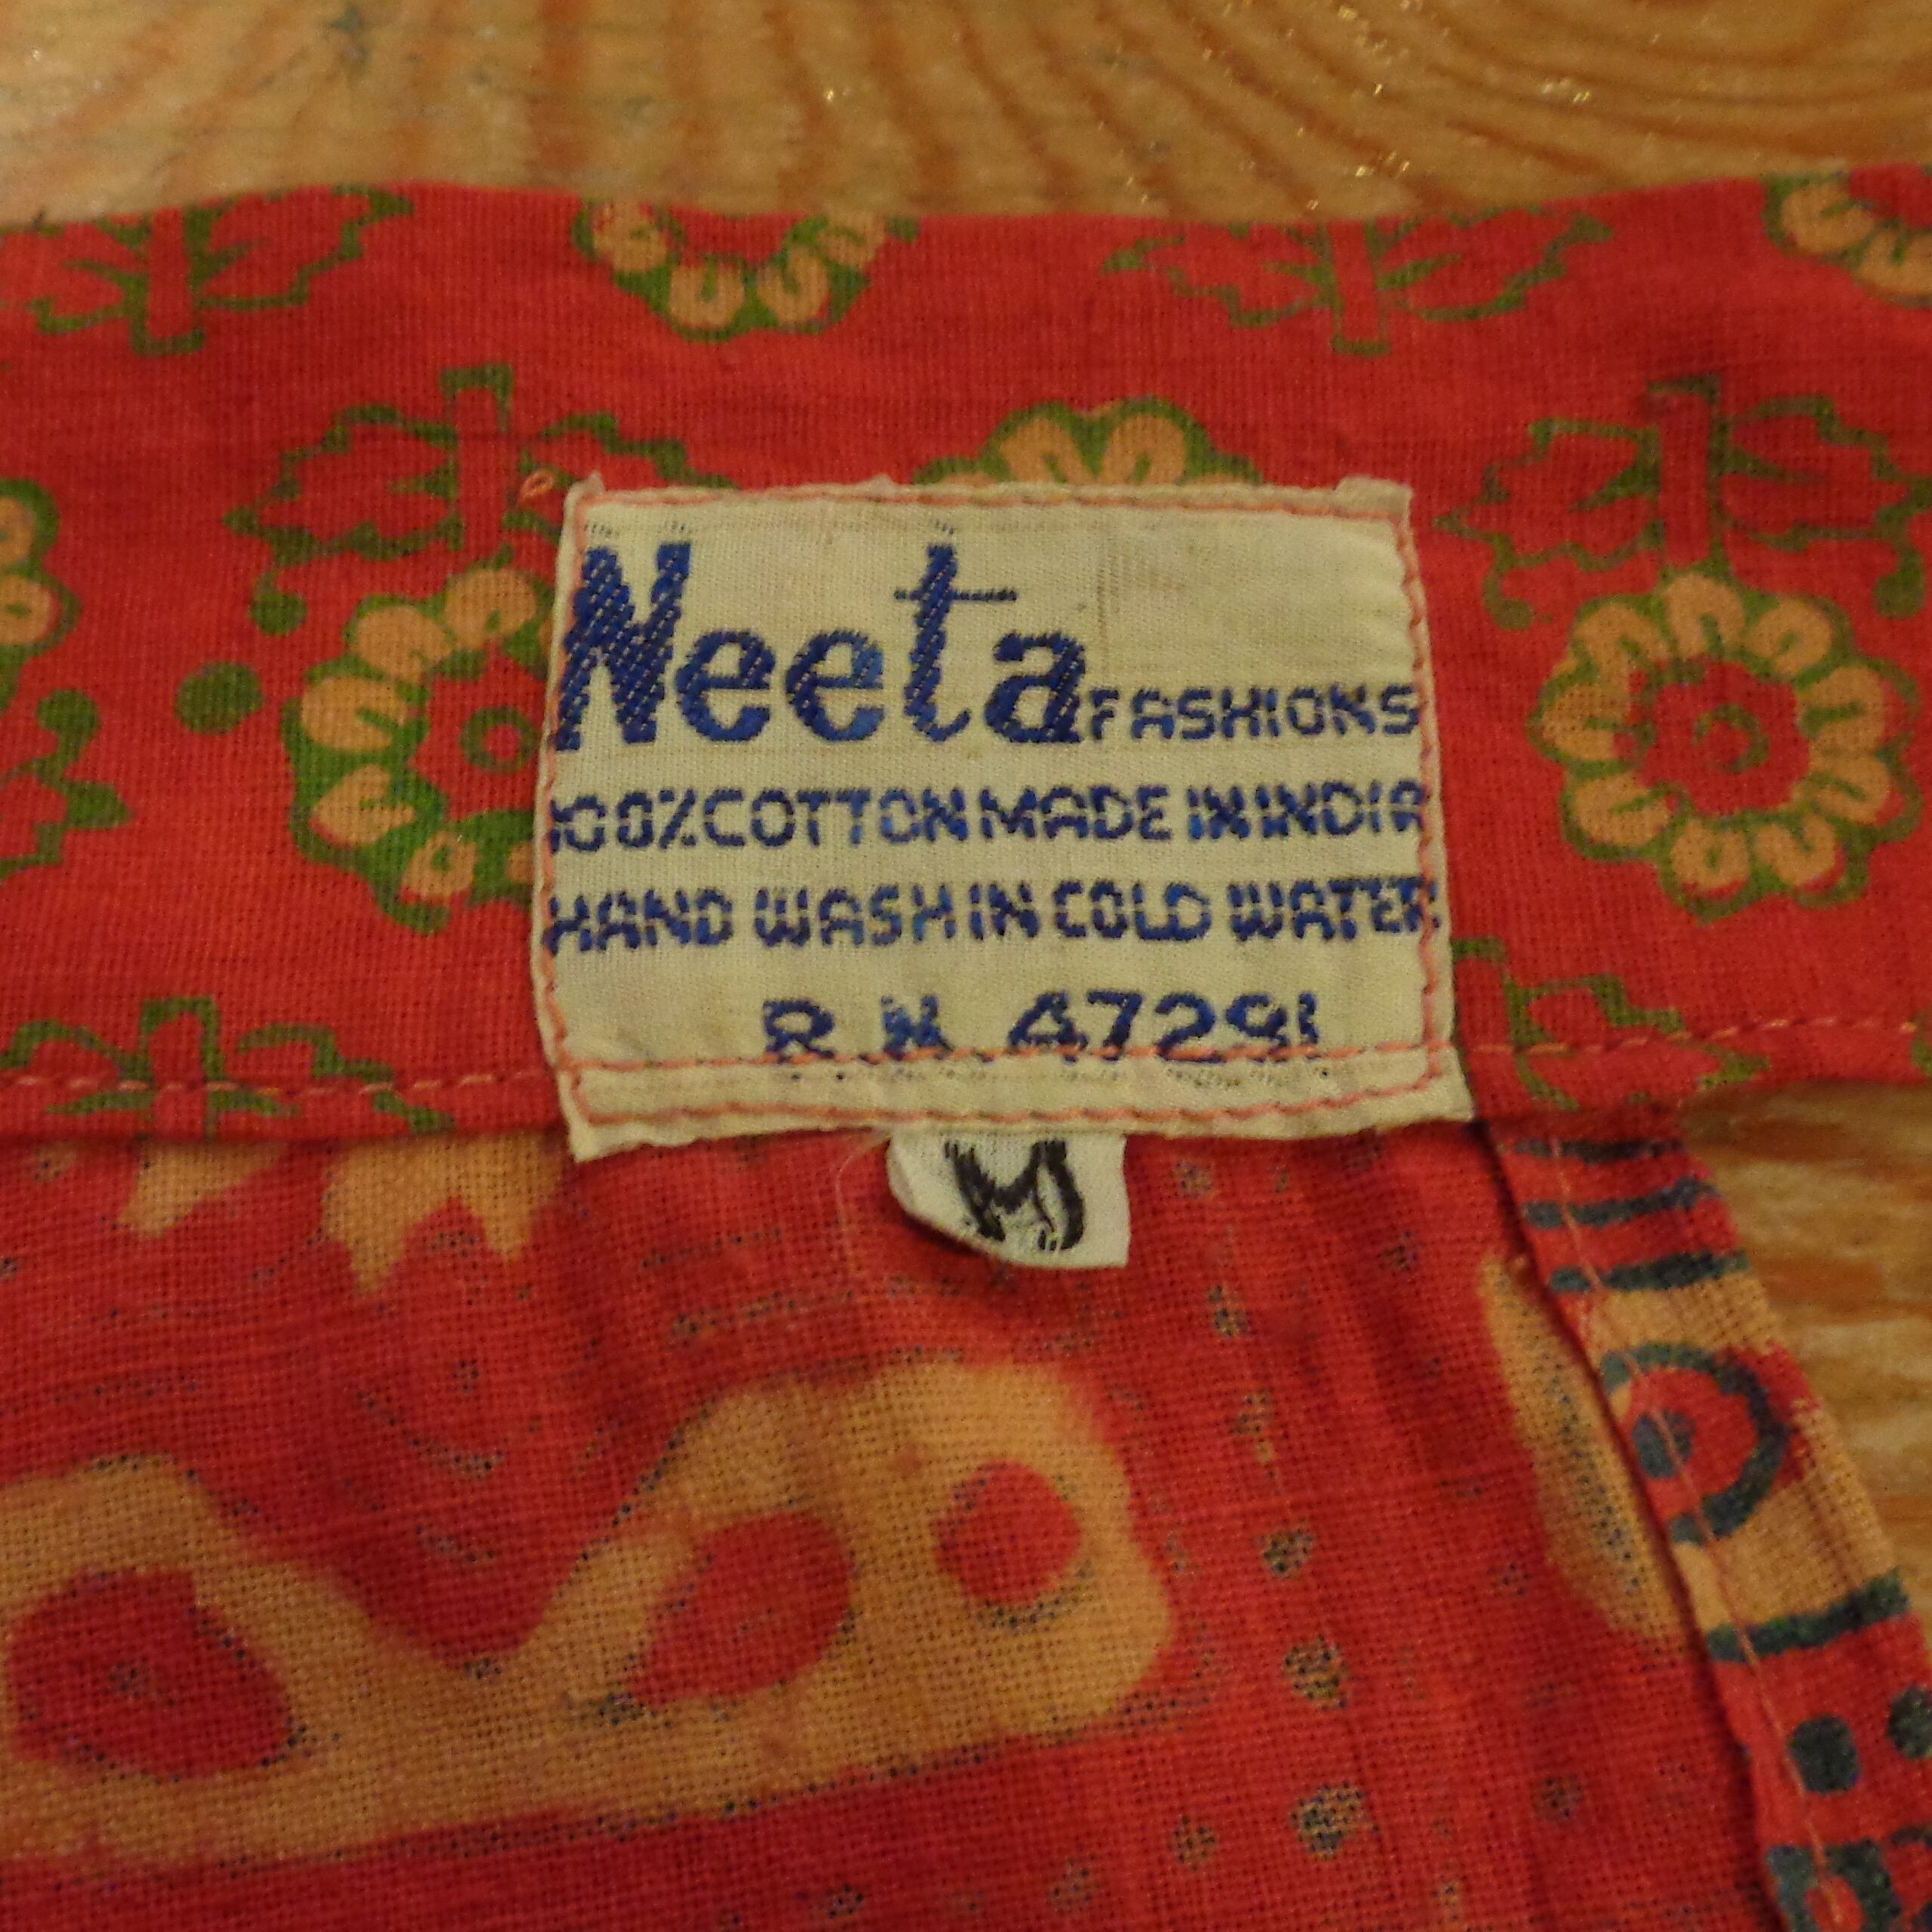 Neeta FASHIONS
100% COTTON MADE IN INDIA
HAND WASH IN COLD WATER
R.N. 47291
M